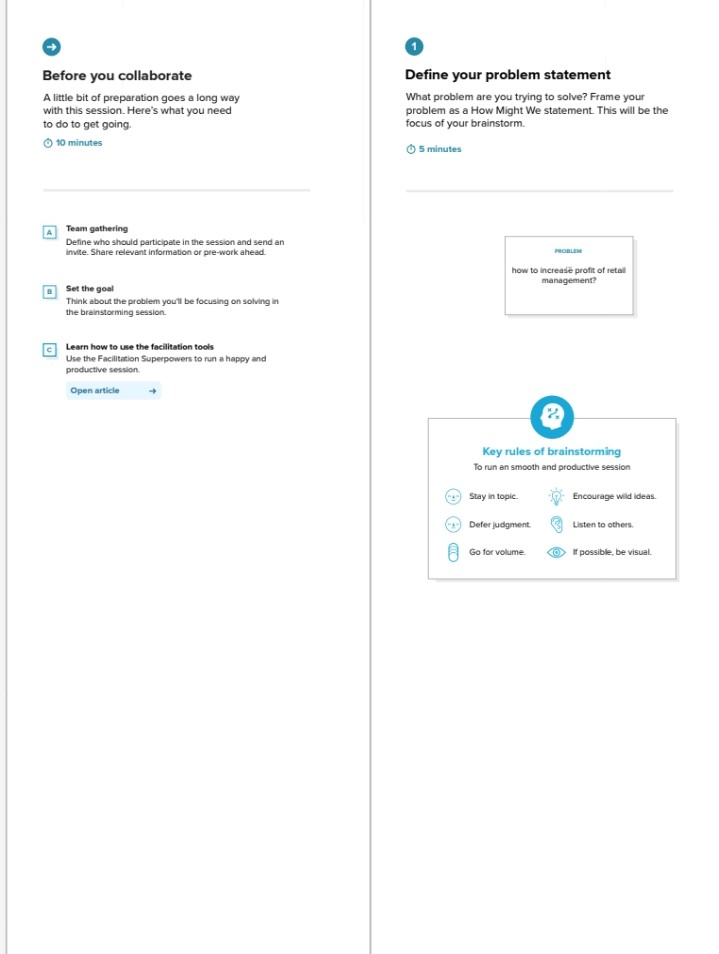 Before you collaborate
A little bit of preparation goes a long way
with this session. Here's what you need
to do to get going.
10 minutes
A
Team gathering
Define who should participate in the session and send an
invite. Share relevant information or pre-work ahead.
B
Set the goal
Think about the problem you'll be focusing on solving in
the brainstorming session.
C
Learn how to use the facilitation tools
Use the Facilitation Superpowers to run a happy and
productive session.
Open article
1
Define your problem statement
What problem are you trying to solve? Frame your
problem as a How Might We statement. This will be the
focus of your brainstorm.
5 minutes
PROBLEM
how to increase profit of retail
management?
Key rules of brainstorming
To run an smooth and productive session
Stay in topic.
Encourage wild ideas.
Defer judgment.
Listen to others.
Go for volume.
If possible, be visual.